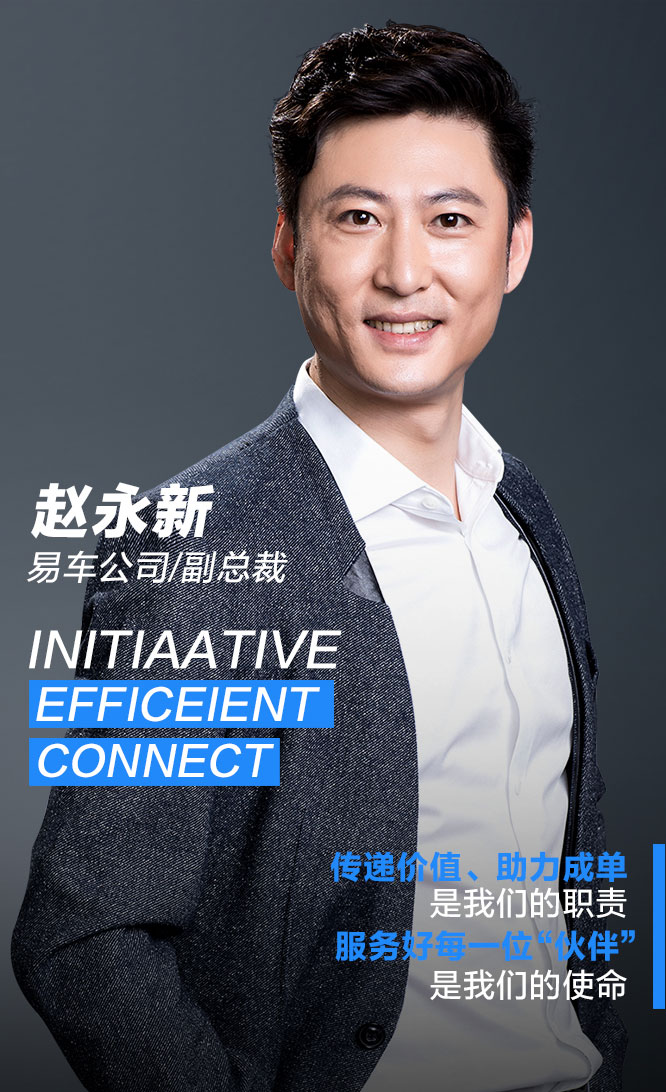 赵永新
易车公司/副总裁
INITIAATIVE
EFFICEIENT
CONNECT
传递价值、助力成单
是我们的职责
服务好每一位“伙伴”
是我们的使命